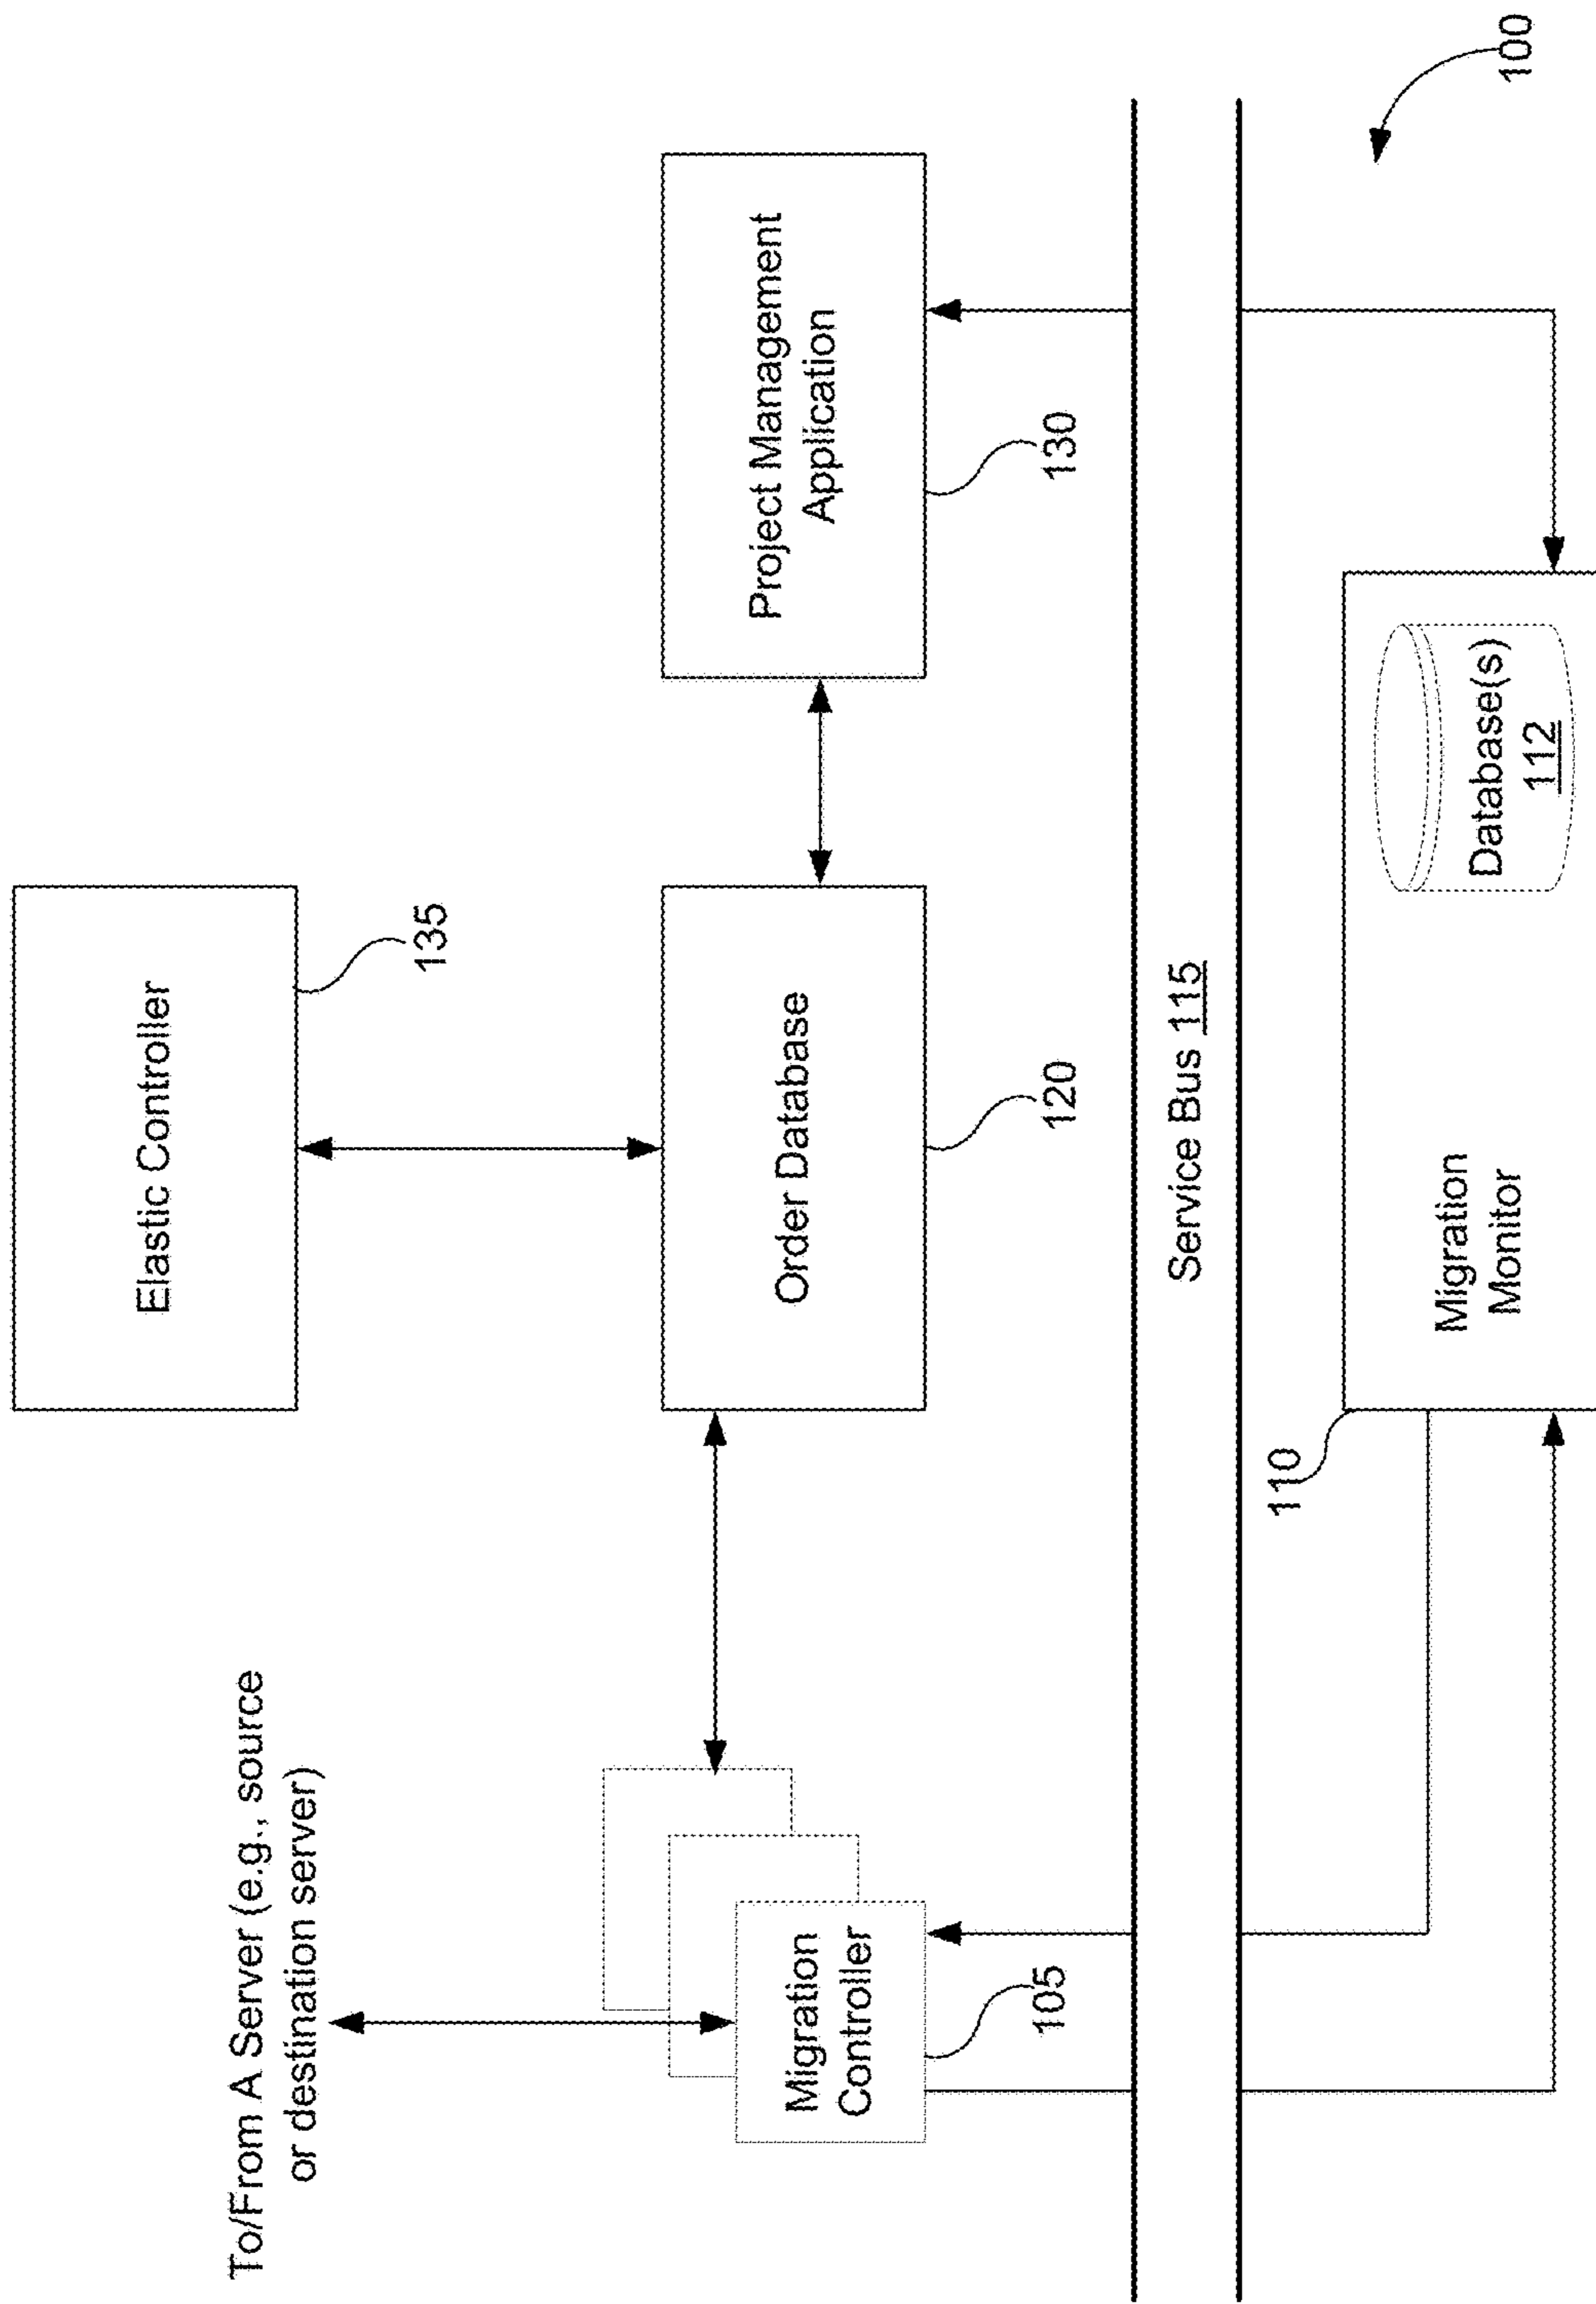 To/From A Server (e.g., source
or destination server)
Elastic Controller
135
Migration
Controller
105
Order Database
120
Project Management
Application
130
Service Bus 115
110
Migration
Monitor
Database(s)
112
100